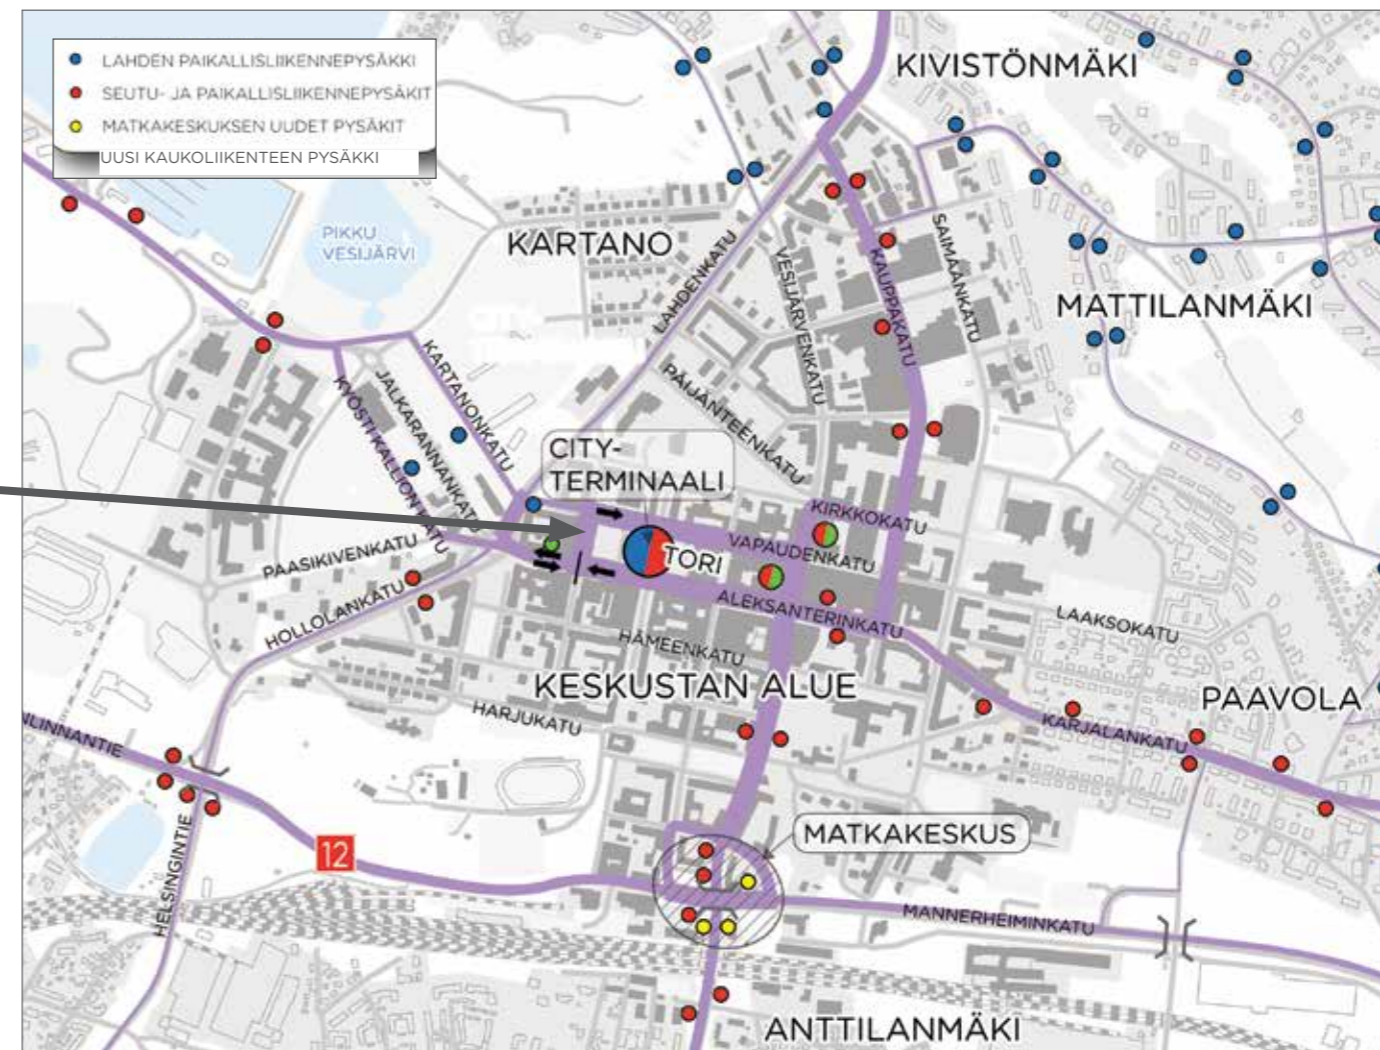 LAHDEN PAIKALLISLIIKENNEPYSÄKKI
SEUTU- JA PAIKALLISLIIKENNEPYSÄKIT
MATKAKESKUKSEN UUDET PYSÄKIT
UUSI KAUKOLIIKENTEEN PYSÄKKI
KIVISTÖNMÄKI
PIKKU
VESIJÄRVI
KARTANO
LAHDENKATU
VESIJÄRVENKATU
KAUPPAKATU
SAIMAANKATU
MATTILANMÄKI
KARTANONKATU
JALKARANNANKATU
KYÖSTI KALLION KATU
PÄIJÄNTEENKATU
CITY-
TERMINAALI
KIRKKOKATU
VAPAUDENKATU
TORI
PAASIKIVENKATU
HOLLOLANKATU
ALEKSANTERINKATU
LAAKSOKATU
HÄMEENKATU
KESKUSTAN ALUE
PAAVOLA
HARJUKATU
KARJALANKATU
NLINNANTIE
MATKAKESKUS
12
HELSINGINTIE
MANNERHEIMINKATU
ANTTILANMÄKI